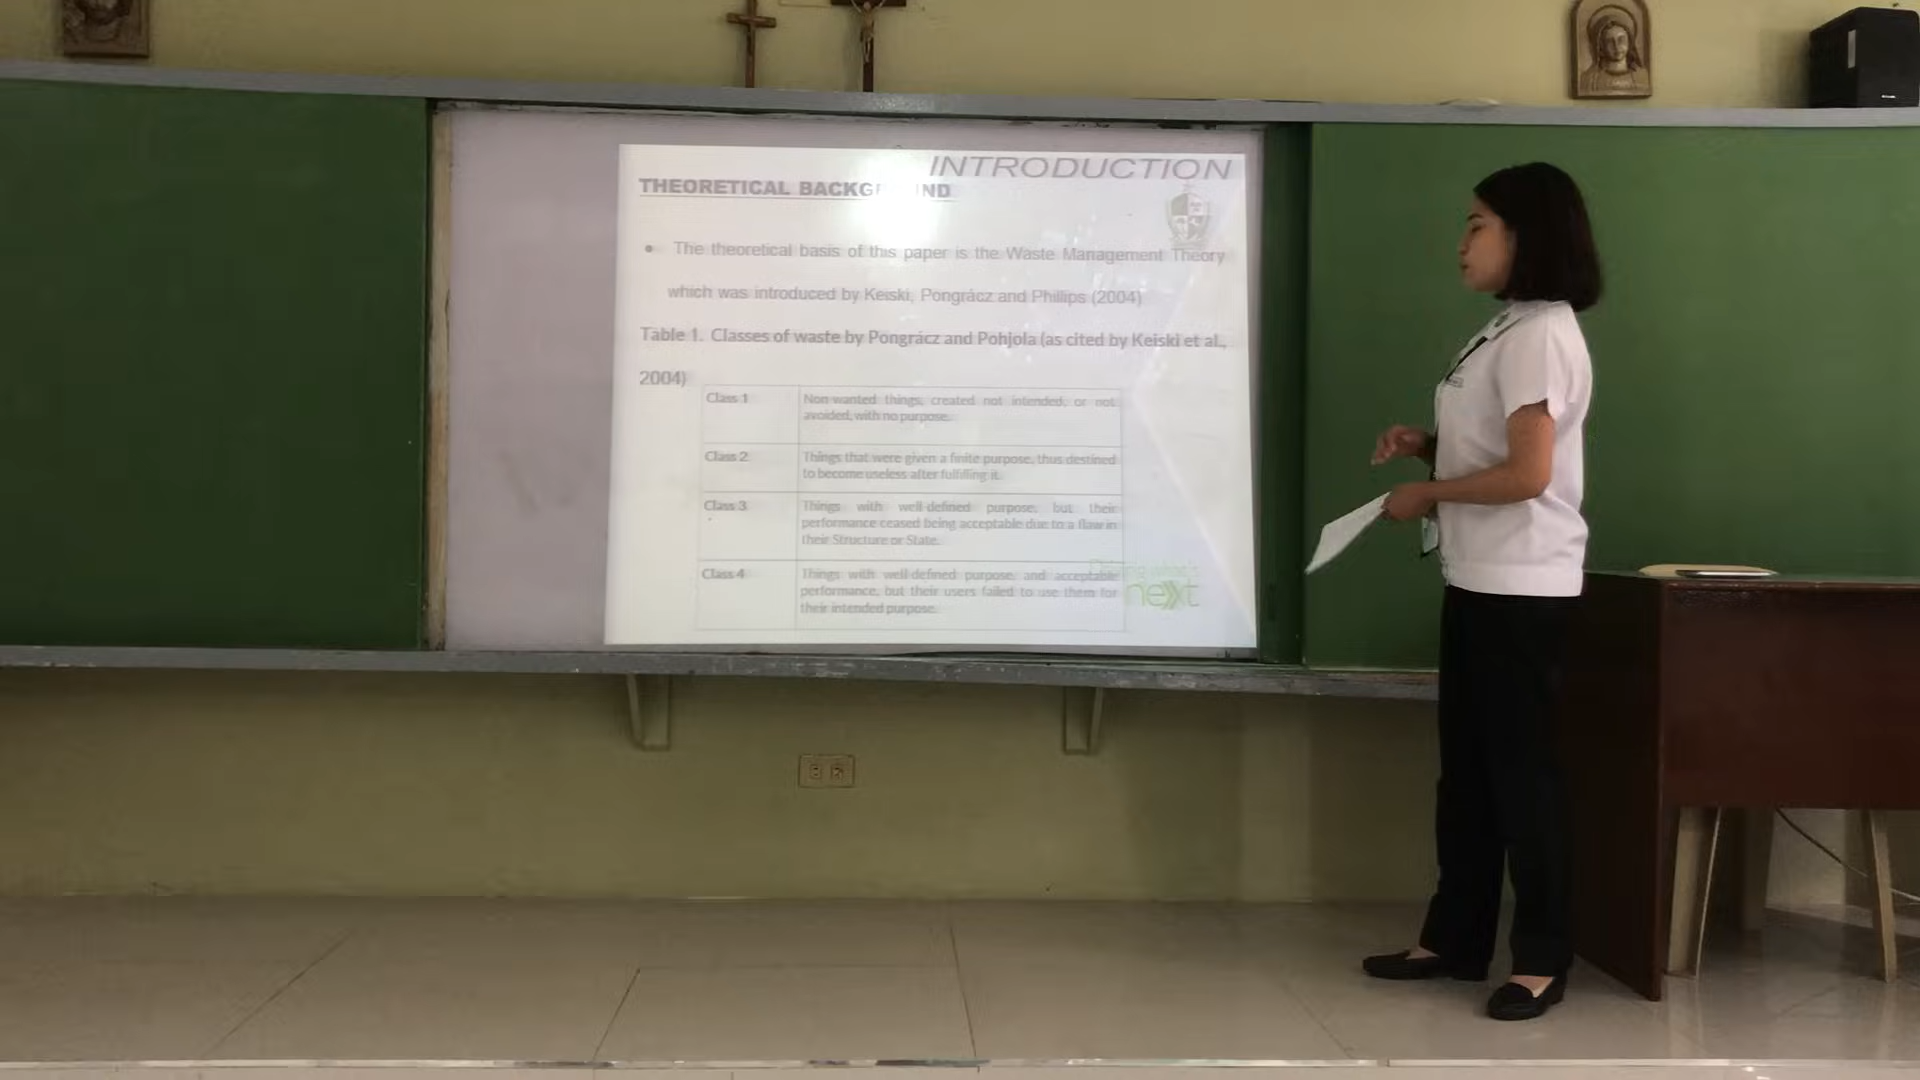 INTRODUCTION
THEORETICAL BACKG   ND
• The theoretical basis of this paper is the Waste Management Theory
which was introduced by Keiski, Pongrácz and Phillips (2004)
Table 1. Classes of waste by Pongrácz and Pohjola (as cited by Keiski et al.,
2004)
Class 1
Non-wanted things, created not intended, or not
avoided, with no purpose.
Class 2
Things that were given a finite purpose, thus destined
to become useless after fulfilling it.
Class 3
Things with well-defined purpose, but their
performance ceased being acceptable due to a flaw in
their Structure or State.
Class 4
Things with well-defined purpose, and acceptable
performance, but their users failed to use them for
their intended purpose.
next